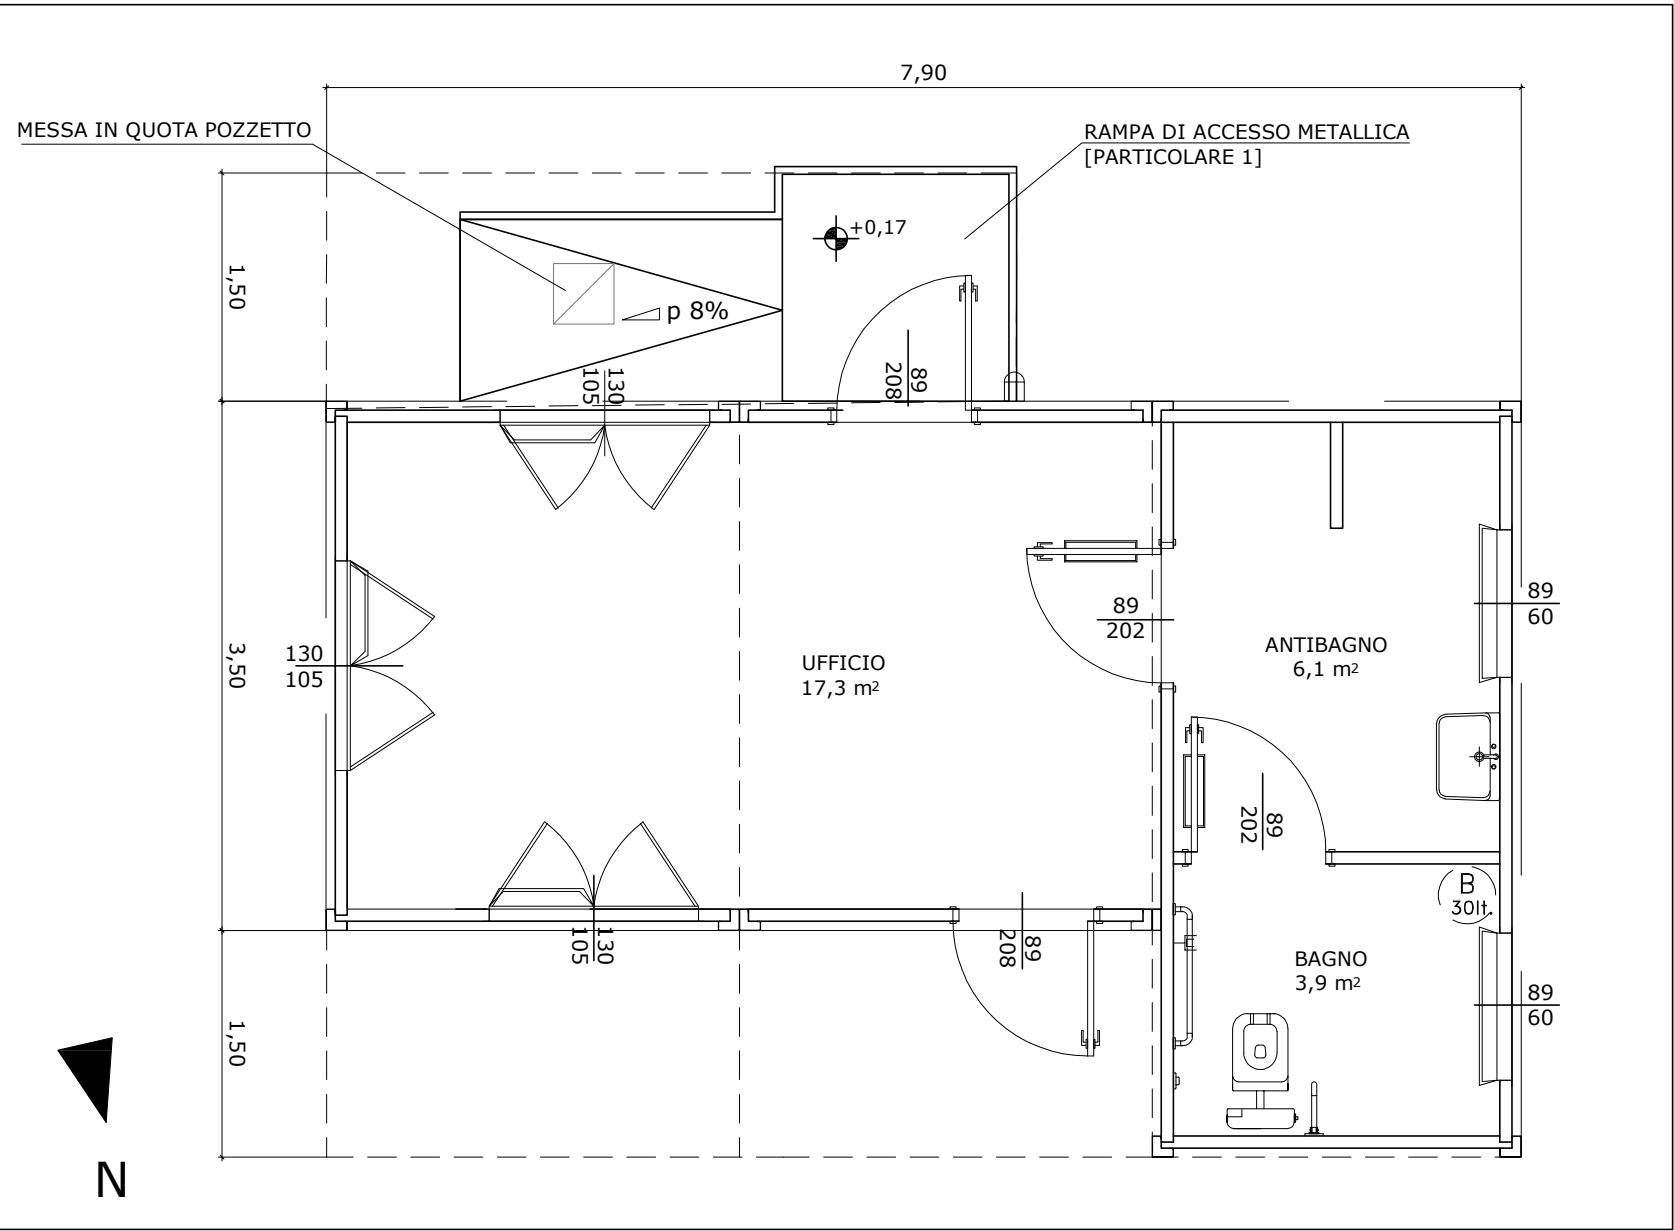 7,90
MESSA IN QUOTA POZZETTO
RAMPA DI ACCESSO METALLICA
[PARTICOLARE 1]
+0,17
1,50
p 8%
130
105
89
208
89
60
89
202
ANTIBAGNO
6,1 m²
3,50
130
105
UFFICIO
17,3 m²
89
202
B
30lt.
130
105
89
208
BAGNO
3,9 m²
89
60
1,50
N